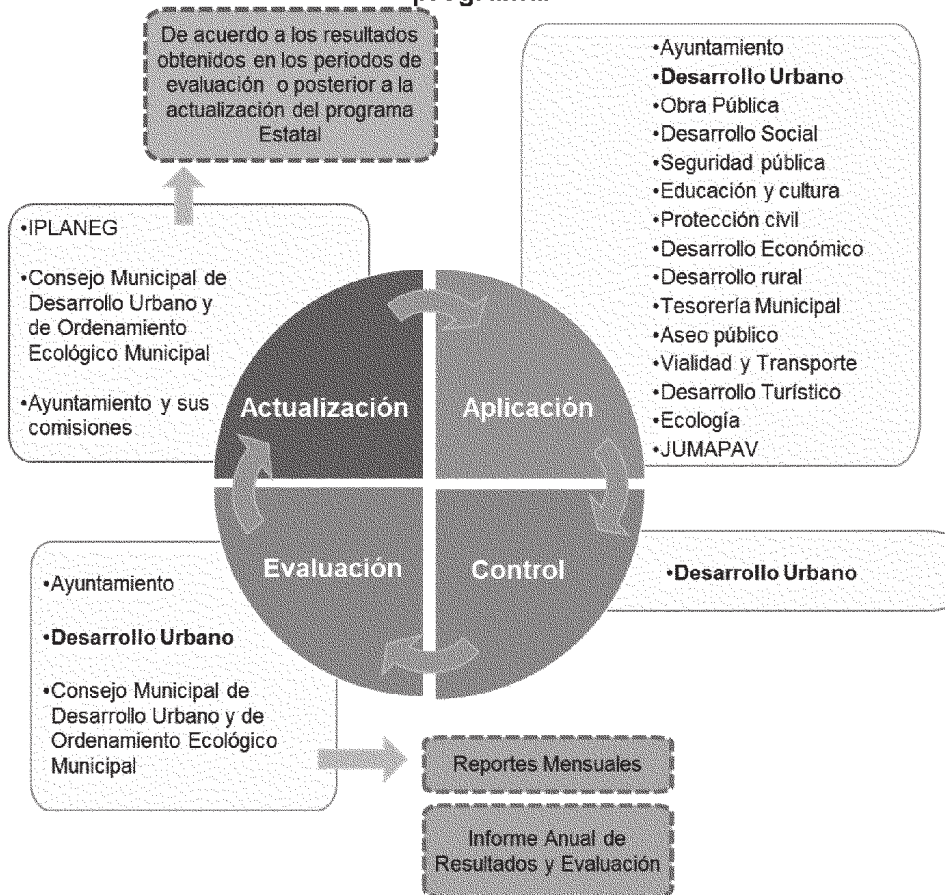 De acuerdo a los resultados
obtenidos en los periodos de
evaluación o posterior a la
actualización del programa
Estatal
•Ayuntamiento
•Desarrollo Urbano
•Obra Pública
•Desarrollo Social
•Seguridad pública
•Educación y cultura
•Protección civil
•Desarrollo Económico
•Desarrollo rural
•Tesorería Municipal
•Aseo público
•Vialidad y Transporte
•Desarrollo Turístico
•Ecología
•JUMAPAV
•IPLANEG
•Consejo Municipal de
Desarrollo Urbano y
de Ordenamiento
Ecológico Municipal
•Ayuntamiento y sus
comisiones
Actualización
Aplicación
Evaluación
Control
•Desarrollo Urbano
•Ayuntamiento
•Desarrollo Urbano
•Consejo Municipal de
Desarrollo Urbano y de
Ordenamiento Ecológico
Municipal
Reportes Mensuales
Informe Anual de
Resultados y Evaluación